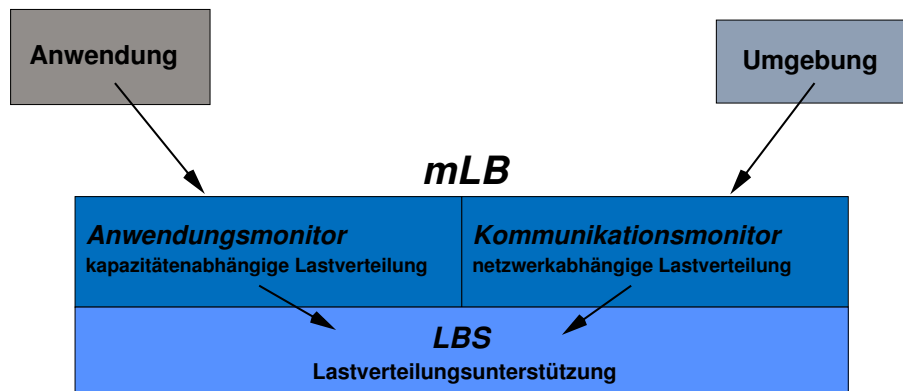 Anwendung
Umgebung
mLB
Anwendungsmonitor
kapazitätenabhängige Lastverteilung
Kommunikationsmonitor
netzwerkabhängige Lastverteilung
LBS
Lastverteilungsunterstützung